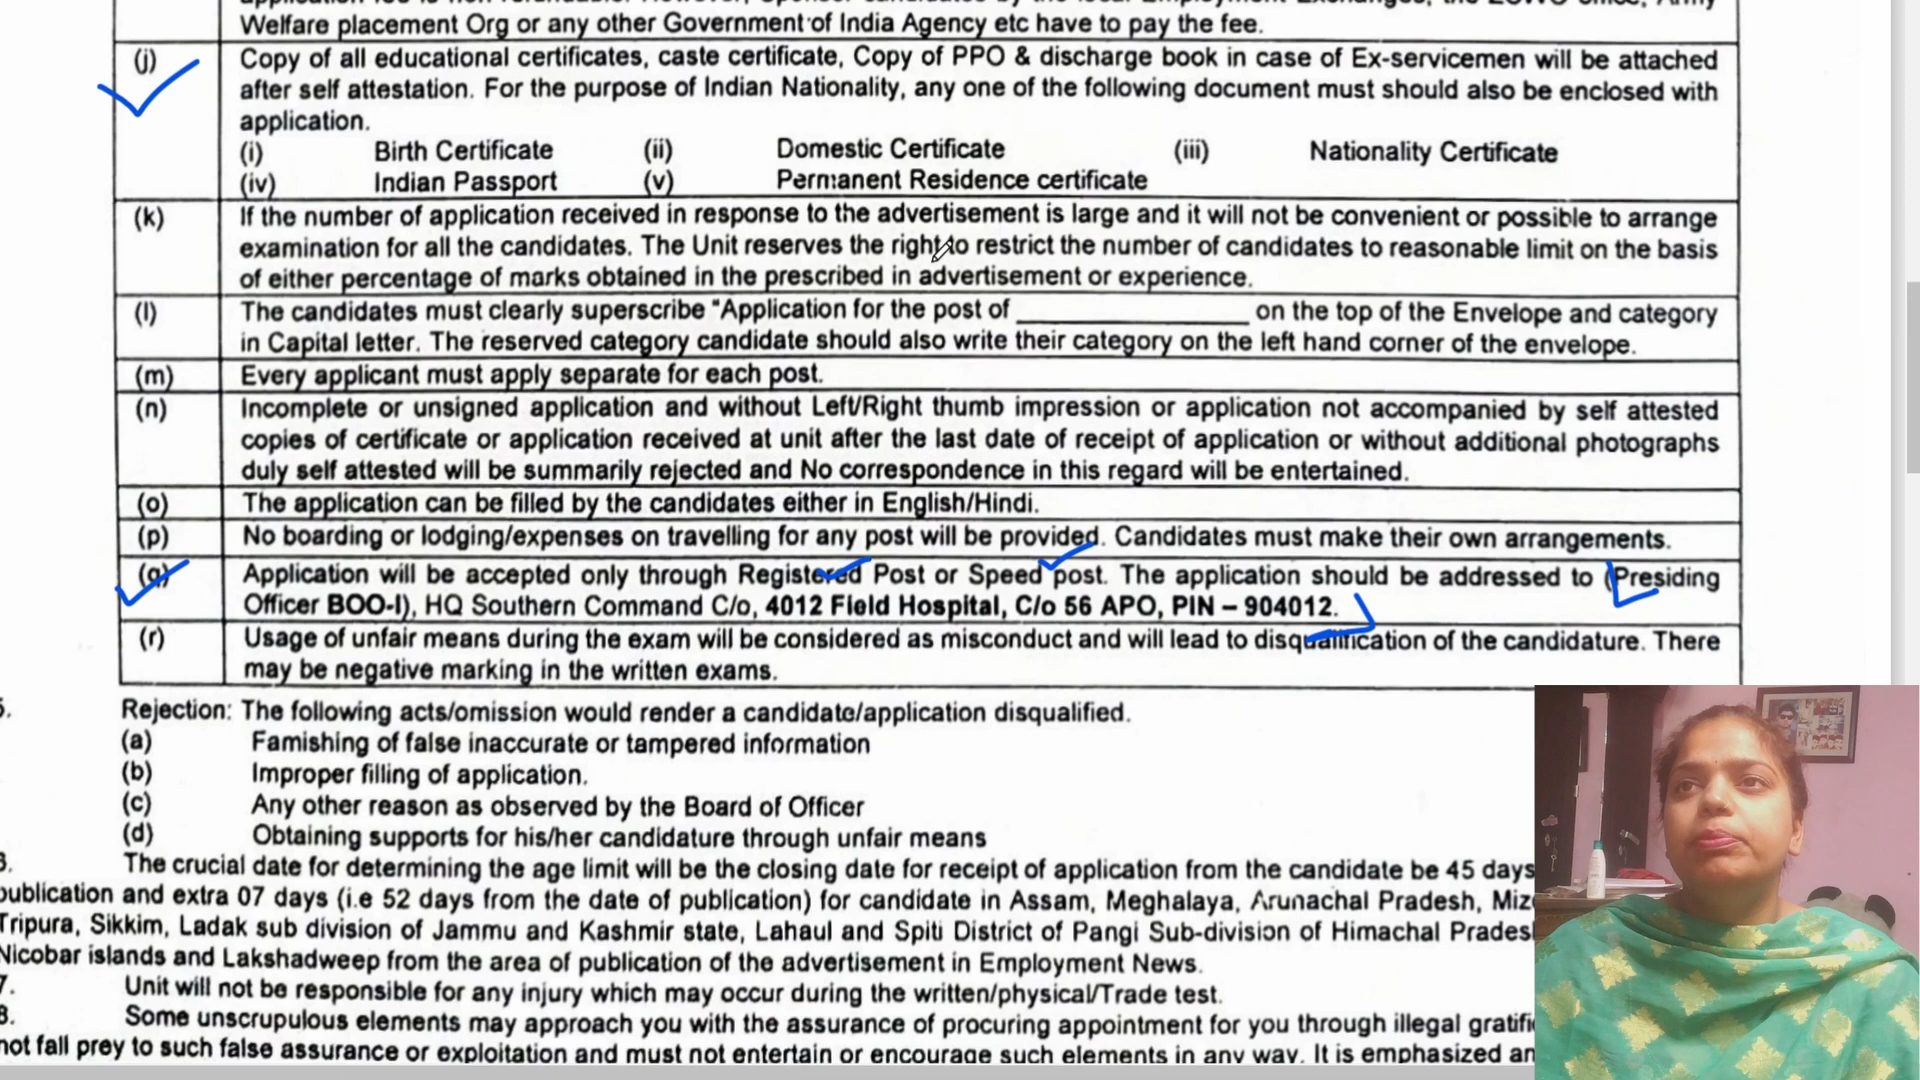 Welfare placement Org or any other Government of India Agency etc have to pay the fee.
(j) Copy of all educational certificates, caste certificate, Copy of PPO & discharge book in case of Ex-servicemen will be attached
after self attestation. For the purpose of Indian Nationality, any one of the following document must should also be enclosed with
application.
(i) Birth Certificate (ii) Domestic Certificate (iii) Nationality Certificate
(iv) Indian Passport (v) Permanent Residence certificate
(k) If the number of application received in response to the advertisement is large and it will not be convenient or possible to arrange
examination for all the candidates. The Unit reserves the right to restrict the number of candidates to reasonable limit on the basis
of either percentage of marks obtained in the prescribed in advertisement or experience.
(l) The candidates must clearly superscribe "Application for the post of ________________ on the top of the Envelope and category
in Capital letter. The reserved category candidate should also write their category on the left hand corner of the envelope.
(m) Every applicant must apply separate for each post.
(n) Incomplete or unsigned application and without Left/Right thumb impression or application not accompanied by self attested
copies of certificate or application received at unit after the last date of receipt of application or without additional photographs
duly self attested will be summarily rejected and No correspondence in this regard will be entertained.
(o) The application can be filled by the candidates either in English/Hindi.
(p) No boarding or lodging/expenses on travelling for any post will be provided. Candidates must make their own arrangements.
(q) Application will be accepted only through Registered Post or Speed post. The application should be addressed to (Presiding
Officer BOO-I), HQ Southern Command C/o, 4012 Field Hospital, C/o 56 APO, PIN – 904012.
(r) Usage of unfair means during the exam will be considered as misconduct and will lead to disqualification of the candidature. There
may be negative marking in the written exams.
Rejection: The following acts/omission would render a candidate/application disqualified.
(a) Famishing of false inaccurate or tampered information
(b) Improper filling of application.
(c) Any other reason as observed by the Board of Officer
(d) Obtaining supports for his/her candidature through unfair means
The crucial date for determining the age limit will be the closing date for receipt of application from the candidate be 45 days
publication and extra 07 days (i.e 52 days from the date of publication) for candidate in Assam, Meghalaya, Arunachal Pradesh,
Tripura, Sikkim, Ladak sub division of Jammu and Kashmir state, Lahaul and Spiti District of Pangi Sub-division of Himachal
Nicobar islands and Lakshadweep from the area of publication of the advertisement in Employment News.
7. Unit will not be responsible for any injury which may occur during the written/physical/Trade test.
8. Some unscrupulous elements may approach you with the assurance of procuring appointment for you through illegal
not fall prey to such false assurance or exploitation and must not entertain or encourage such elements in any way. It is emphasized